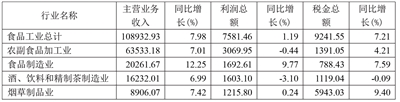 行业名称 主营业务收入 同比增长(%) 利润总额 同比增长(%) 税金总额 同比增长(%)
食品工业总计 108932.93 7.98 7581.46 1.19 9241.55 7.21
农副食品加工业 63533.18 7.01 3069.95 -0.44 1391.05 4.21
食品制造业 20261.67 12.25 1692.61 9.77 788.43 7.59
酒、饮料和精制茶制造业 16232.01 6.99 1603.10 -3.10 1119.04 -0.09
烟草制品业 8906.07 7.42 1215.80 0.24 5943.03 9.40